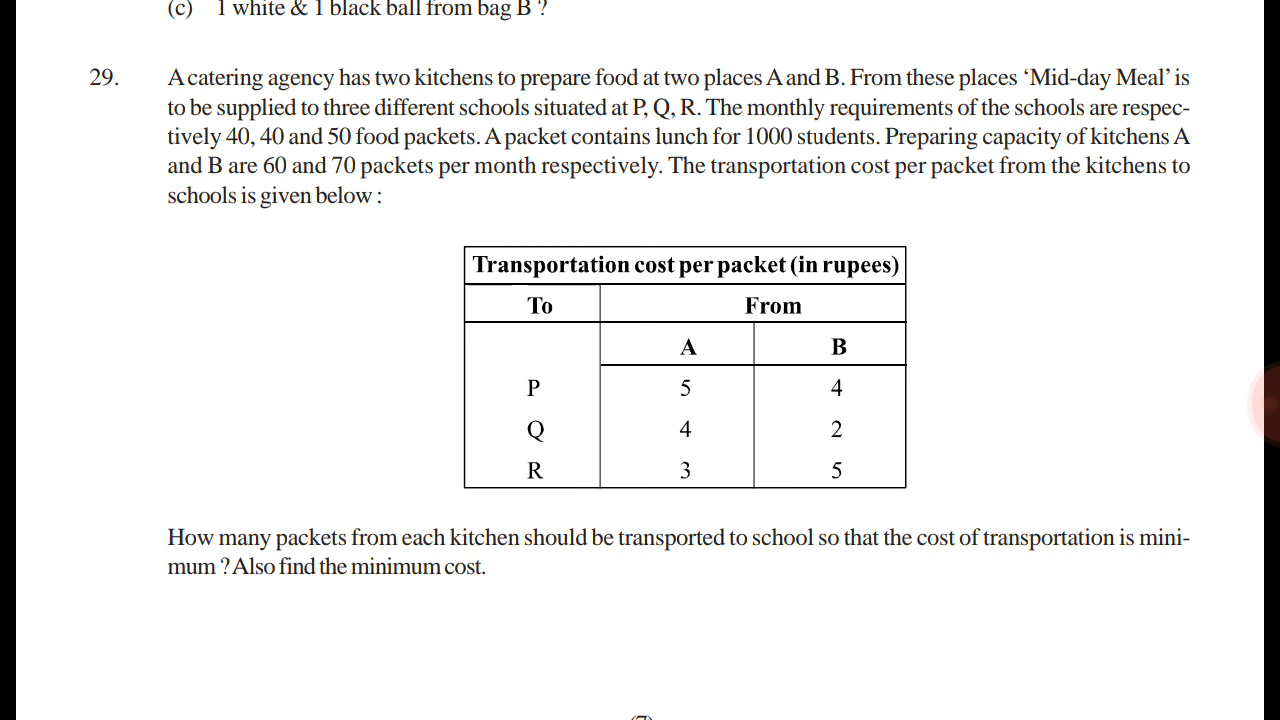 (c) 1 white & 1 black ball from bag B ?
29. A catering agency has two kitchens to prepare food at two places A and B. From these places ‘Mid-day Meal’ is
to be supplied to three different schools situated at P, Q, R. The monthly requirements of the schools are respec-
tively 40, 40 and 50 food packets. A packet contains lunch for 1000 students. Preparing capacity of kitchens A
and B are 60 and 70 packets per month respectively. The transportation cost per packet from the kitchens to
schools is given below :
Transportation cost per packet (in rupees)
To From
A B
P 5 4
Q 4 2
R 3 5
How many packets from each kitchen should be transported to school so that the cost of transportation is mini-
mum ? Also find the minimum cost.